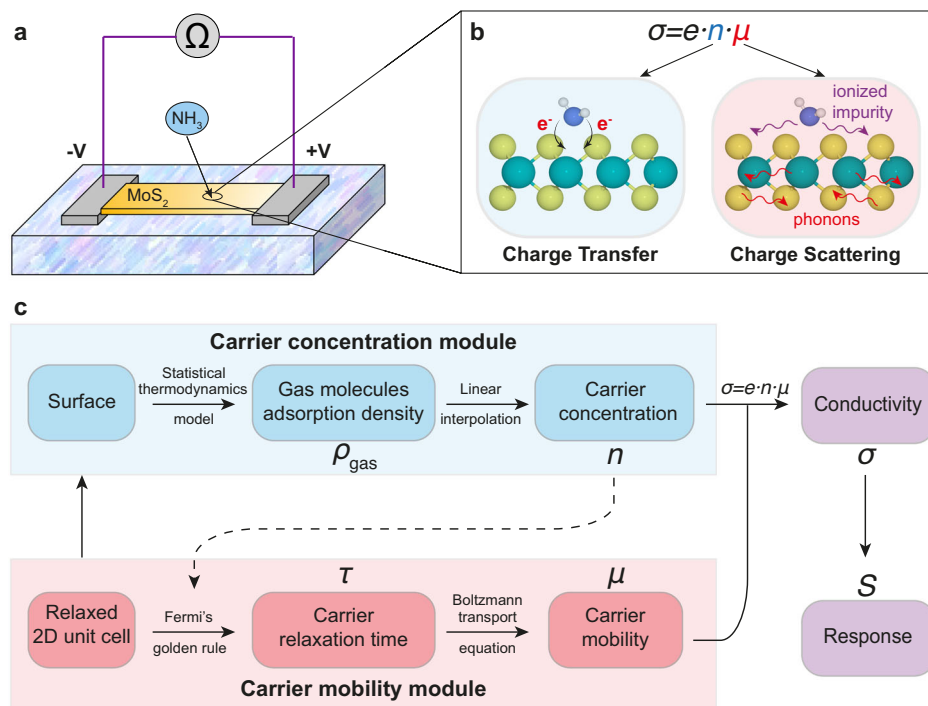 a
Ω
NH₃
-V
+V
MoS₂
b
σ=e·n·μ
e⁻
e⁻
Charge Transfer
ionized
impurity
phonons
Charge Scattering
c
Carrier concentration module
Surface
Statistical
thermodynamics
model
Gas molecules
adsorption density
ρgas
Linear
interpolation
Carrier
concentration
n
σ=e·n·μ
Conductivity
σ
Relaxed
2D unit cell
Fermi's
golden rule
τ
Carrier
relaxation time
Boltzmann
transport
equation
μ
Carrier
mobility
S
Response
Carrier mobility module